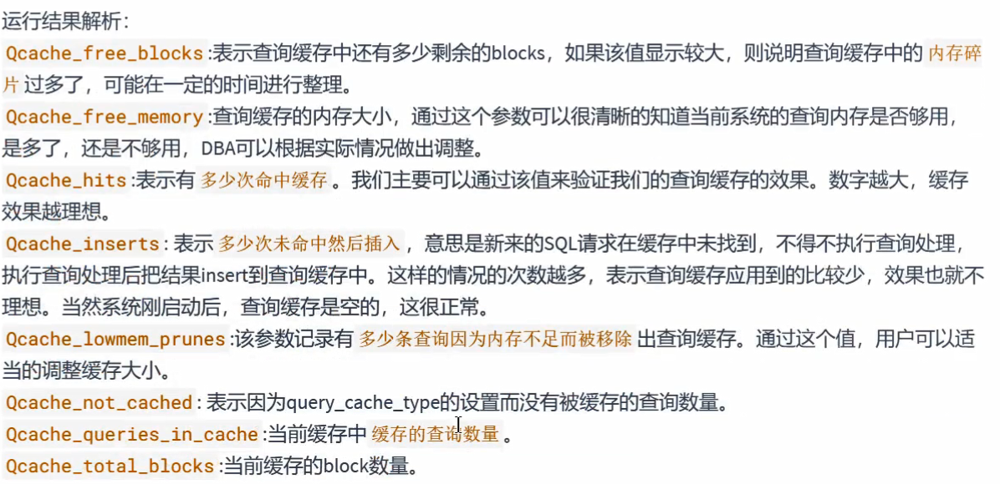 运行结果解析：
Qcache_free_blocks:表示查询缓存中还有多少剩余的blocks，如果该值显示较大，则说明查询缓存中的 内存碎
片 过多了，可能在一定的时间进行整理。
Qcache_free_memory:查询缓存的内存大小，通过这个参数可以很清晰的知道当前系统的查询内存是否够用，
是多了，还是不够用，DBA可以根据实际情况做出调整。
Qcache_hits:表示有 多少次命中缓存 。我们主要可以通过该值来验证我们的查询缓存的效果。数字越大，缓存
效果越理想。
Qcache_inserts: 表示 多少次未命中然后插入 ，意思是新来的SQL请求在缓存中未找到，不得不执行查询处理，
执行查询处理后把结果insert到查询缓存中。这样的情况的次数越多，表示查询缓存应用到的比较少，效果也就不
理想。当然系统刚启动后，查询缓存是空的，这很正常。
Qcache_lowmem_prunes:该参数记录有 多少条查询因为内存不足而被移除 出查询缓存。通过这个值，用户可以适
当的调整缓存大小。
Qcache_not_cached: 表示因为query_cache_type的设置而没有被缓存的查询数量。
Qcache_queries_in_cache:当前缓存中 缓存的查询数量 。
Qcache_total_blocks:当前缓存的block数量。